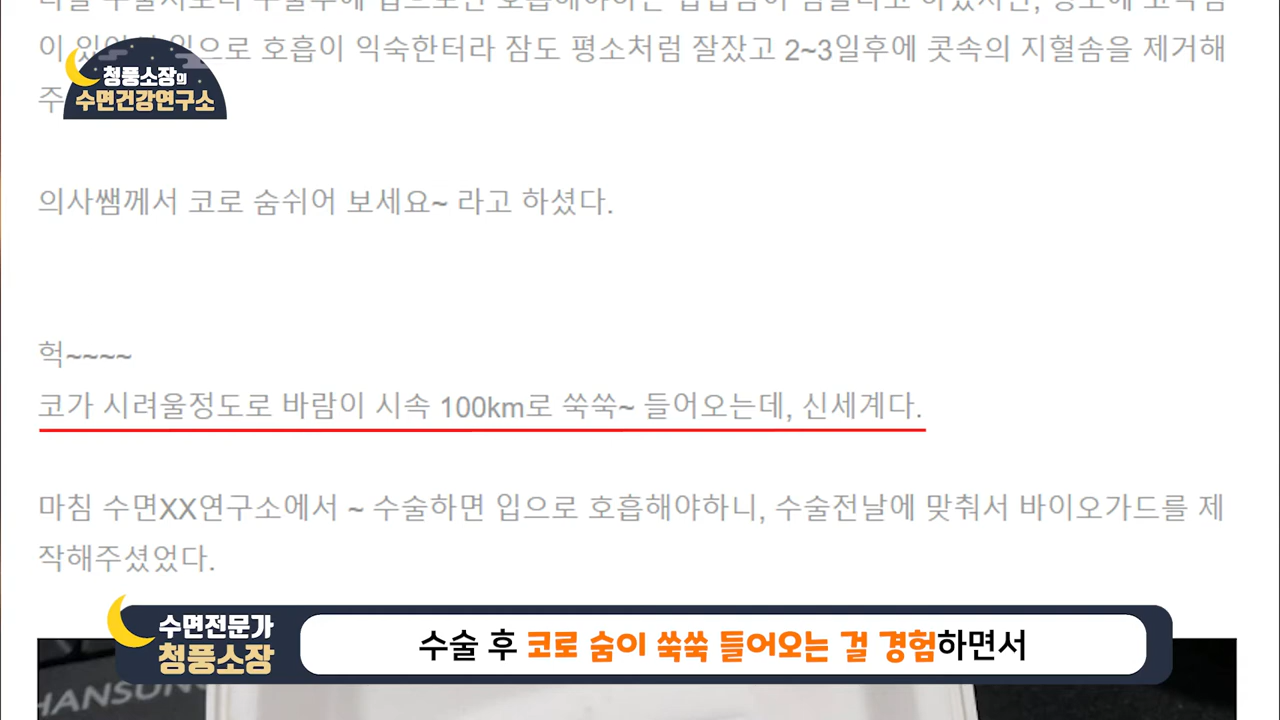 이 으로 호흡이 익숙한터라 잠도 평소처럼 잘잤고 2~3일후에 콧속의 지혈솜을 제거해
주
청풍소장의
수면건강연구소
의사쌤께서 코로 숨쉬어 보세요~ 라고 하셨다.
헉~~~~
코가 시려울정도로 바람이 시속 100km로 쑥쑥~ 들어오는데, 신세계다.
마침 수면XX연구소에서 ~ 수술하면 입으로 호흡해야하니, 수술전날에 맞춰서 바이오가드를 제
작해주셨었다.
수면전문가
청풍소장
수술 후 코로 숨이 쑥쑥 들어오는 걸 경험하면서